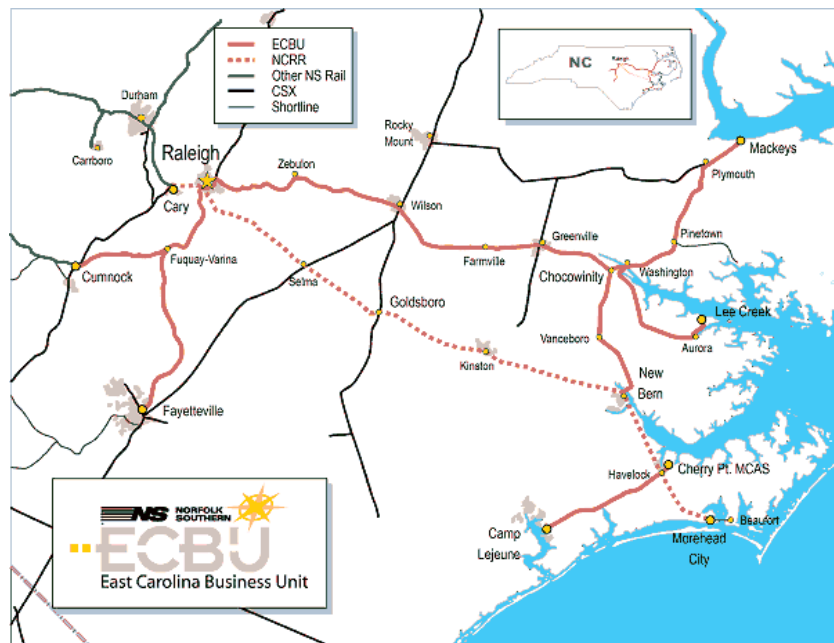 ECBU
NCRR
Other NS Rail
CSX
Shortline
NC
Raleigh
Durham
Carrboro
Raleigh
Cary
Zebulon
Rocky
Mount
Wilson
Mackeys
Plymouth
Cumnock
Fuquay-Varina
Selma
Farmville
Greenville
Pinetown
Chocowinity
Washington
Goldsboro
Lee Creek
Vanceboro
Aurora
Kinston
New
Bern
Fayetteville
Havelock
Cherry Pt. MCAS
Camp
Lejeune
Morehead
City
Beaufort
NS
NORFOLK
SOUTHERN
ECBU
East Carolina Business Unit